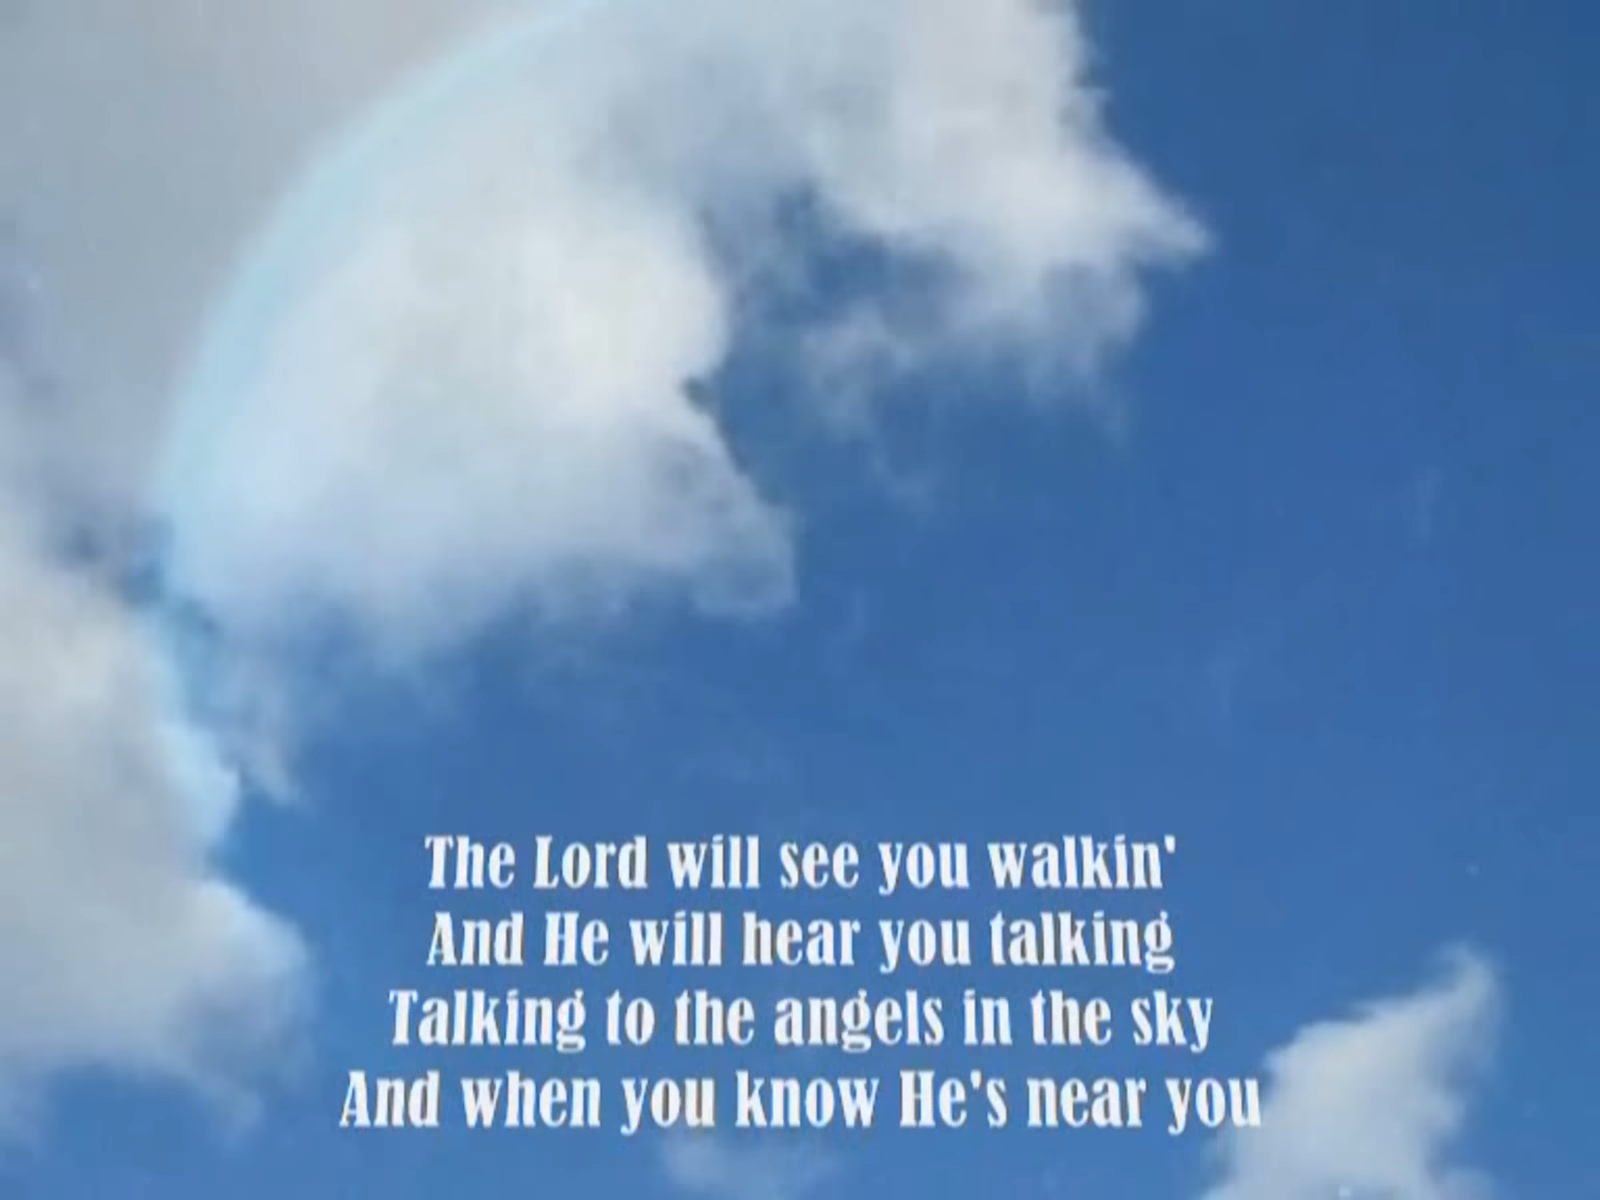 The Lord will see you walkin'
And He will hear you talking
Talking to the angels in the sky
And when you know He's near you